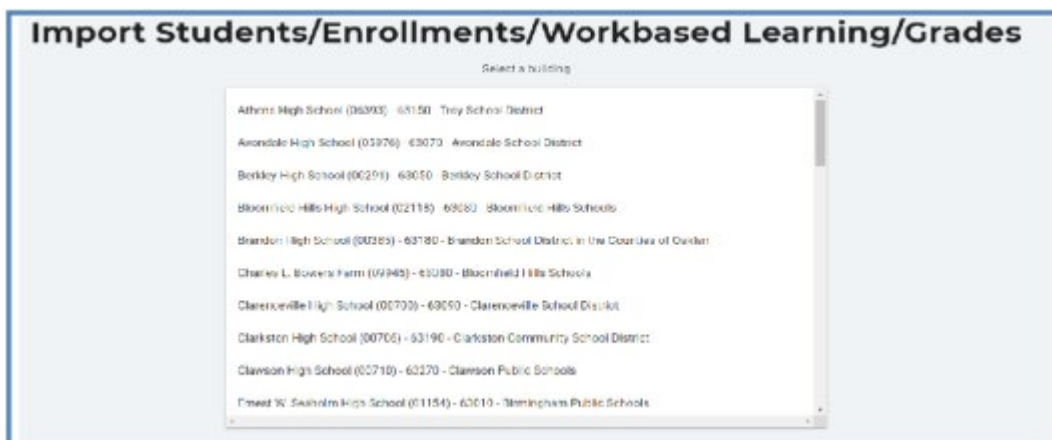 Import Students/Enrollments/Workbased Learning/Grades
Select a building
Athens High School (06393) - 63150 - Troy School District
Avondale High School (05976) - 63070 - Avondale School District
Berkley High School (00291) - 63050 - Berkley School District
Bloomfield Hills High School (02118) - 63080 - Bloomfield Hills Schools
Brandon High School (00385) - 63180 - Brandon School District in the Counties of Oaklan
Charles L. Bowers Farm (09945) - 63080 - Bloomfield Hills Schools
Clarenceville High School (00700) - 63090 - Clarenceville School District
Clarkston High School (00706) - 63190 - Clarkston Community School District
Clawson High School (00710) - 63270 - Clawson Public Schools
Ernest W. Seaholm High School (01154) - 63010 - Birmingham Public Schools